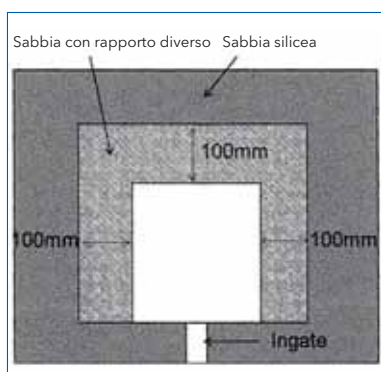 Sabbia con rapporto diverso Sabbia silicea
100mm
100mm 100mm
Ingate